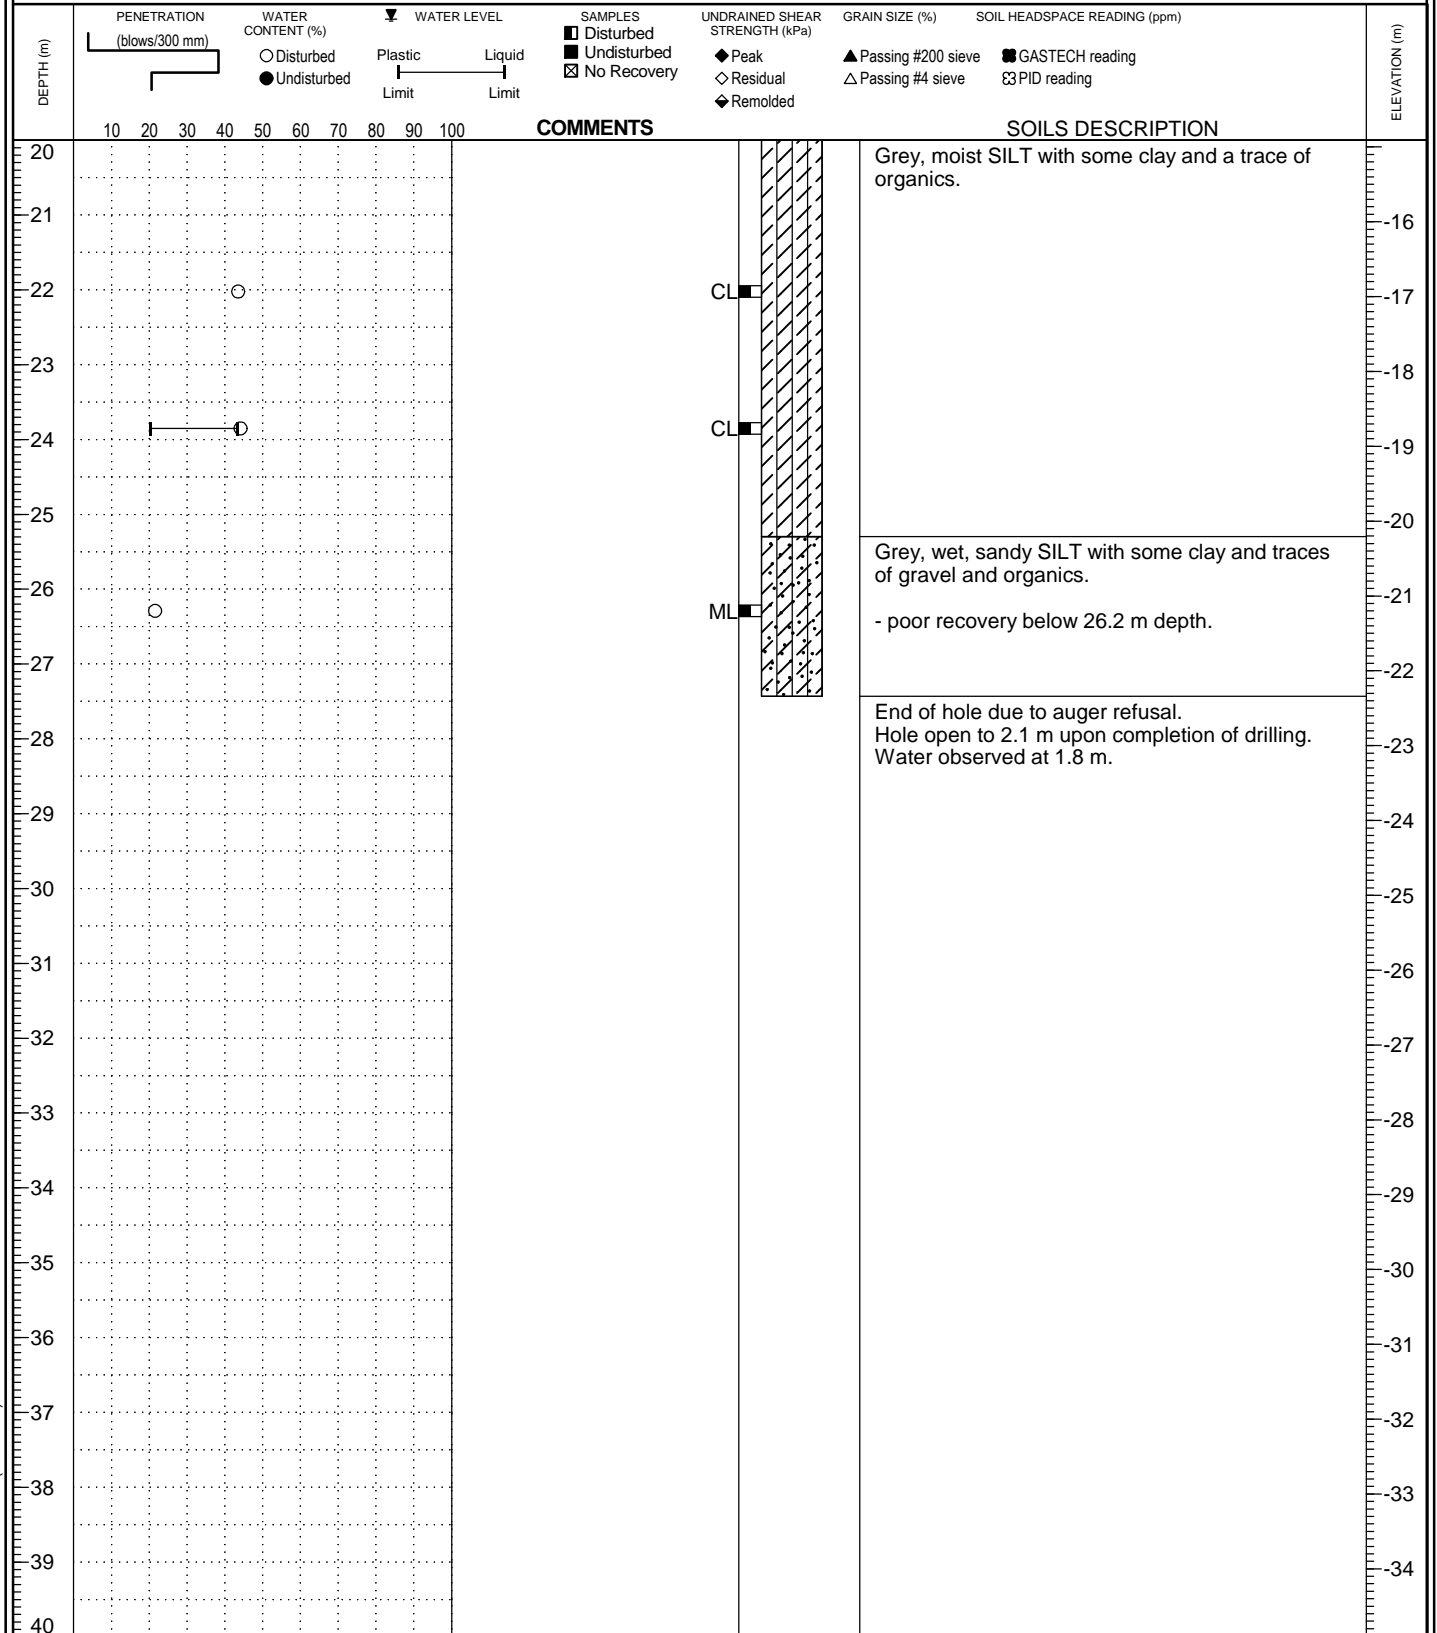 PENETRATION
(blows/300 mm)
WATER
CONTENT (%)
Disturbed
Undisturbed
WATER LEVEL
Plastic Liquid
Limit Limit
SAMPLES
Disturbed
Undisturbed
No Recovery
UNDRAINED SHEAR
STRENGTH (kPa)
Peak
Residual
Remolded
GRAIN SIZE (%)
Passing #200 sieve
Passing #4 sieve
SOIL HEADSPACE READING (ppm)
GASTECH reading
PID reading
DEPTH (m)
ELEVATION (m)
10 20 30 40 50 60 70 80 90 100
COMMENTS
SOILS DESCRIPTION
20
Grey, moist SILT with some clay and a trace of
organics.
21
-16
22
CL
-17
23
-18
24
CL
-19
25
-20
Grey, wet, sandy SILT with some clay and traces
of gravel and organics.
26
-21
ML
- poor recovery below 26.2 m depth.
27
-22
End of hole due to auger refusal.
Hole open to 2.1 m upon completion of drilling.
Water observed at 1.8 m.
28
-23
29
-24
30
-25
31
-26
32
-27
33
-28
34
-29
35
-30
36
-31
37
-32
38
-33
39
-34
40